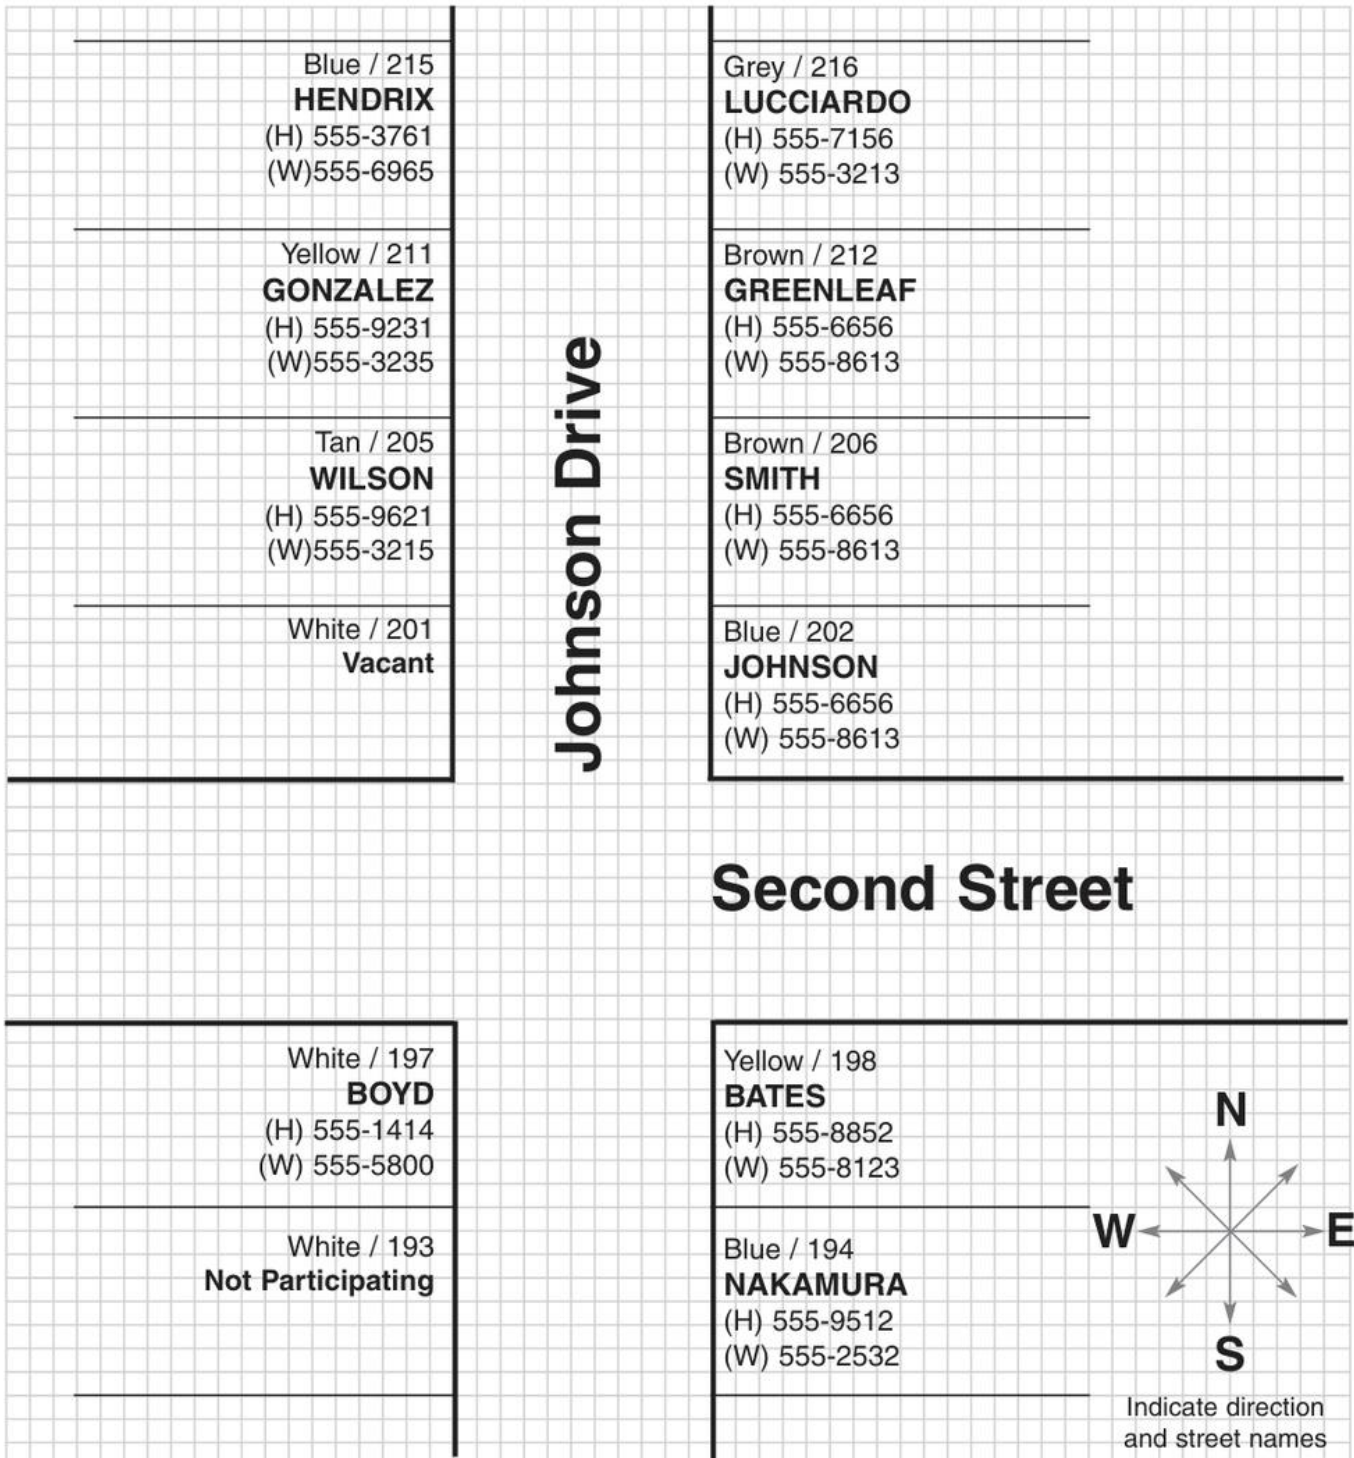 Blue / 215
HENDRIX
(H) 555-3761
(W)555-6965
Yellow / 211
GONZALEZ
(H) 555-9231
(W)555-3235
Tan / 205
WILSON
(H) 555-9621
(W)555-3215
White / 201
Vacant
Johnson Drive
Grey / 216
LUCCIARDO
(H) 555-7156
(W) 555-3213
Brown / 212
GREENLEAF
(H) 555-6656
(W) 555-8613
Brown / 206
SMITH
(H) 555-6656
(W) 555-8613
Blue / 202
JOHNSON
(H) 555-6656
(W) 555-8613
Second Street
White / 197
BOYD
(H) 555-1414
(W) 555-5800
White / 193
Not Participating
Yellow / 198
BATES
(H) 555-8852
(W) 555-8123
Blue / 194
NAKAMURA
(H) 555-9512
(W) 555-2532
N
W
E
S
Indicate direction
and street names